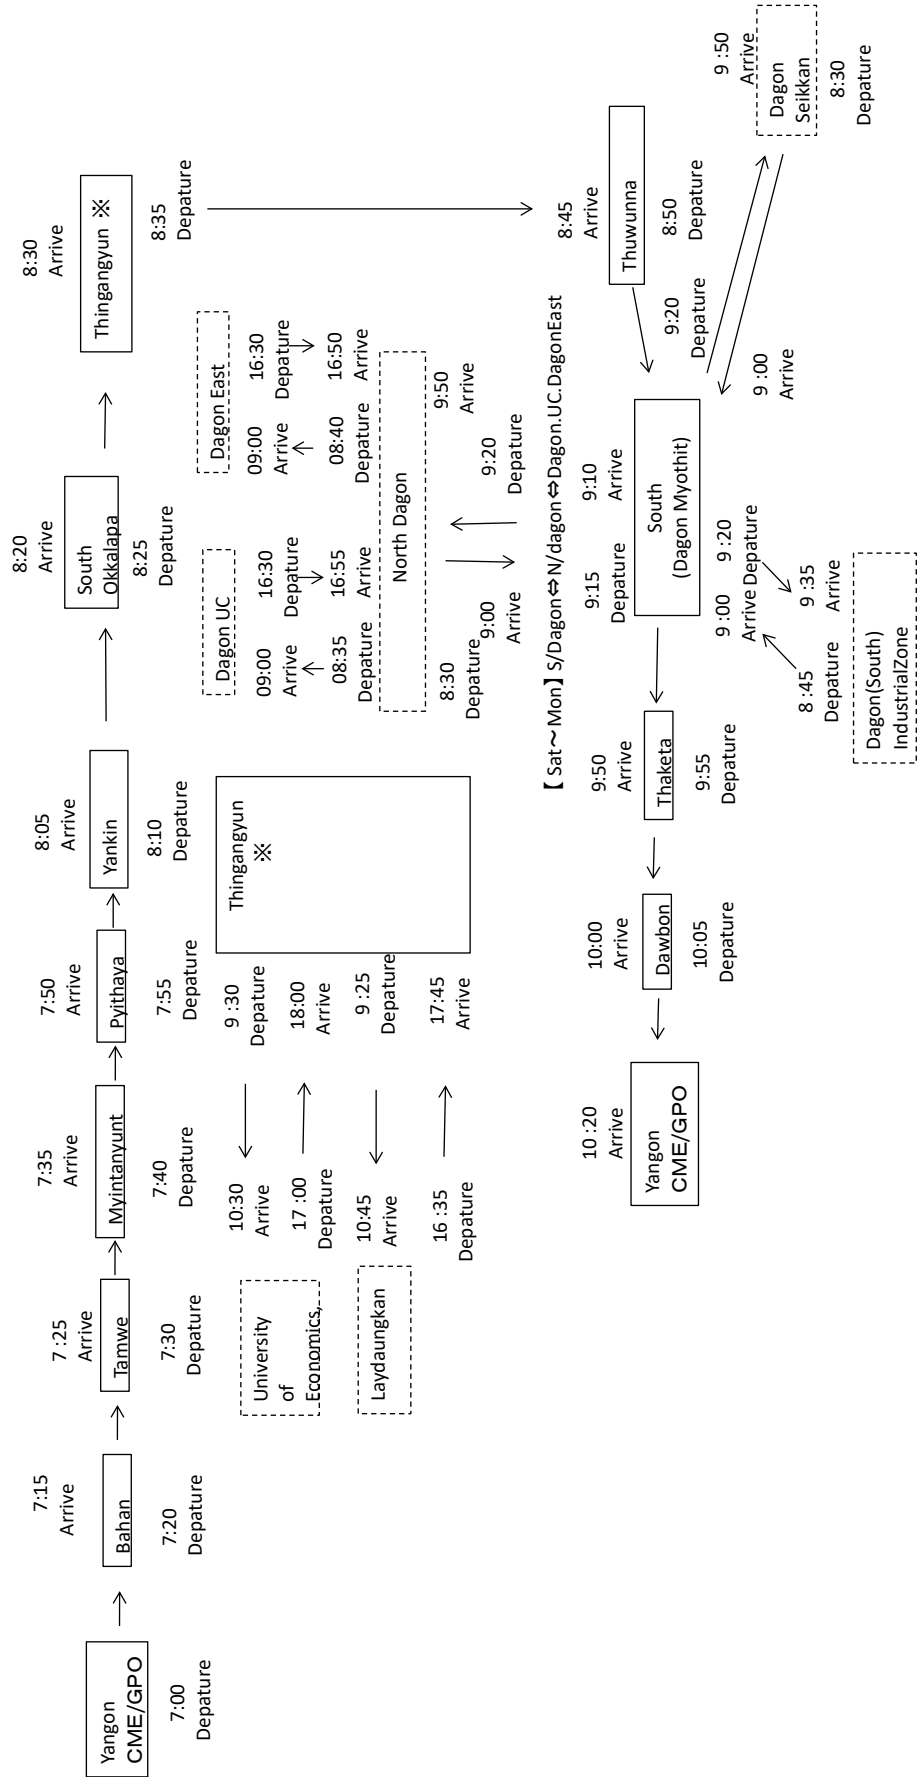 Yangon
CME/GPO
7:00
Depature
7:15
Arrive
Bahan
7:20
Depature
7 :25
Arrive
Tamwe
7:30
Depature
7:35
Arrive
Myintanyunt
7:40
Depature
7:50
Arrive
Pyithaya
7:55
Depature
8:05
Arrive
Yankin
8:10
Depature
8:20
Arrive
South
Okkalapa
8:25
Depature
8:30
Arrive
Thingangyun ※
8:35
Depature
University
of
Economics,
10:30
Arrive
17 :00
Depature
9 :30
Depature
18:00
Arrive
Laydaungkan
10:45
Arrive
16 :35
Depature
9 :25
Depature
17:45
Arrive
Thingangyun
※
Dagon UC
09:00
Arrive
08:35
Depature
16:30
Depature
16:55
Arrive
Dagon East
09:00
Arrive
08:40
Depature
16:30
Depature
16:50
Arrive
North Dagon
8:30
Depature
9:00
Arrive
9:20
Depature
9:50
Arrive
【 Sat～Mon】S/Dagon⇔N/dagon⇔Dagon.UC.DagonEast
8:45
Arrive
Thuwunna
8:50
Depature
9:10
Arrive
South
(Dagon Myothit)
9:15
Depature
9:20
Depature
9 :00
Arrive
9 :50
Arrive
Dagon
Seikkan
8:30
Depature
9 :00
Arrive
9 :20
Depature
8 :45
Depature
9 :35
Arrive
Dagon(South)
IndustrialZone
9:50
Arrive
Thaketa
9:55
Depature
10:00
Arrive
Dawbon
10:05
Depature
10 :20
Arrive
Yangon
CME/GPO